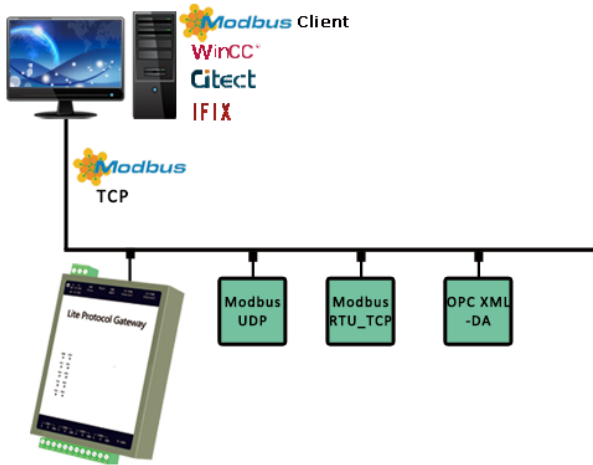 Modbus Client
WinCC
Citect
IFIX
Modbus
TCP
Lite Protocol Gateway
Modbus
UDP
Modbus
RTU_TCP
OPC XML
-DA